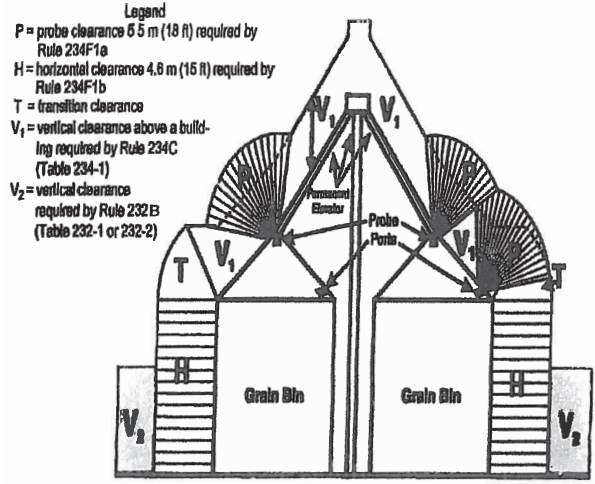 Legend
P = probe clearance 5 5 m (18 ft) required by
Rule 234F1a
H = horizontal clearance 4.6 m (15 ft) required by
Rule 234F1b
T = transition clearance
V1 = vertical clearance above a build-
ing required by Rule 234C
(Table 234-1)
V2 = vertical clearance
required by Rule 232B
(Table 232-1 or 232-2)
V1 V1
P P
Permanent
Elevator
Probe
Ports
V1 V1
P
T T
H H
Grain Bin Grain Bin
V2 V2